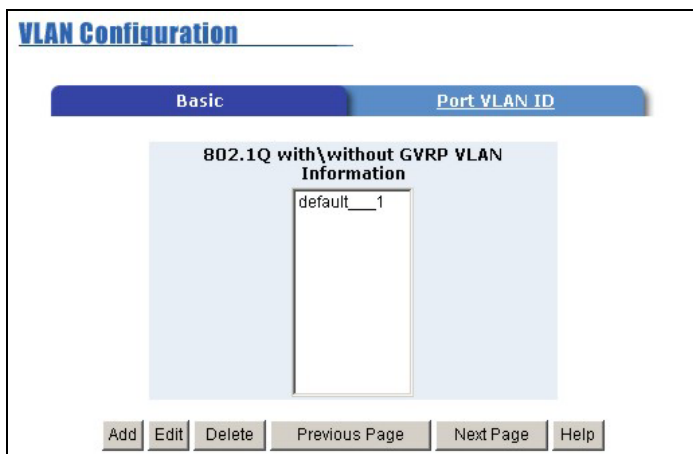 VLAN Configuration
Basic
Port VLAN ID
802.1Q with\without GVRP VLAN
Information
default___1
Add
Edit
Delete
Previous Page
Next Page
Help